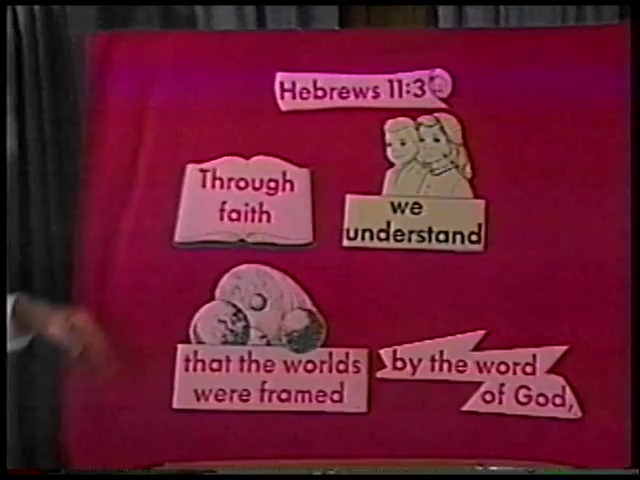 Hebrews 11:3
Through
faith
we
understand
that the worlds
were framed
by the word
of God,